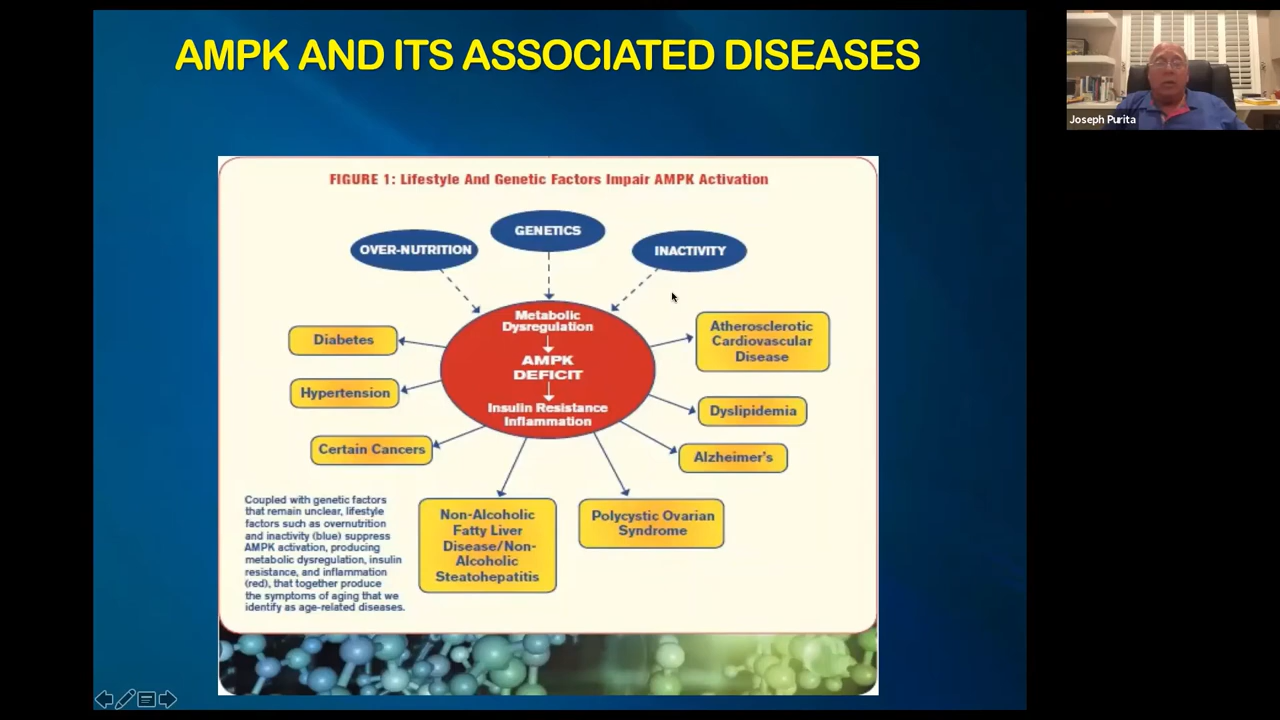 AMPK AND ITS ASSOCIATED DISEASES
Joseph Purita
FIGURE 1: Lifestyle And Genetic Factors Impair AMPK Activation
OVER-NUTRITION
GENETICS
INACTIVITY
Metabolic
Dysregulation
AMPK
DEFICIT
Insulin Resistance
Inflammation
Diabetes
Hypertension
Certain Cancers
Atherosclerotic
Cardiovascular
Disease
Dyslipidemia
Alzheimer's
Non-Alcoholic
Fatty Liver
Disease/Non-
Alcoholic
Steatohepatitis
Polycystic Ovarian
Syndrome
Coupled with genetic factors
that remain unclear, lifestyle
factors such as overnutrition
and inactivity (blue) suppress
AMPK activation, producing
metabolic dysregulation, insulin
resistance, and inflammation
(red), that together produce
the symptoms of aging that we
identify as age-related diseases.